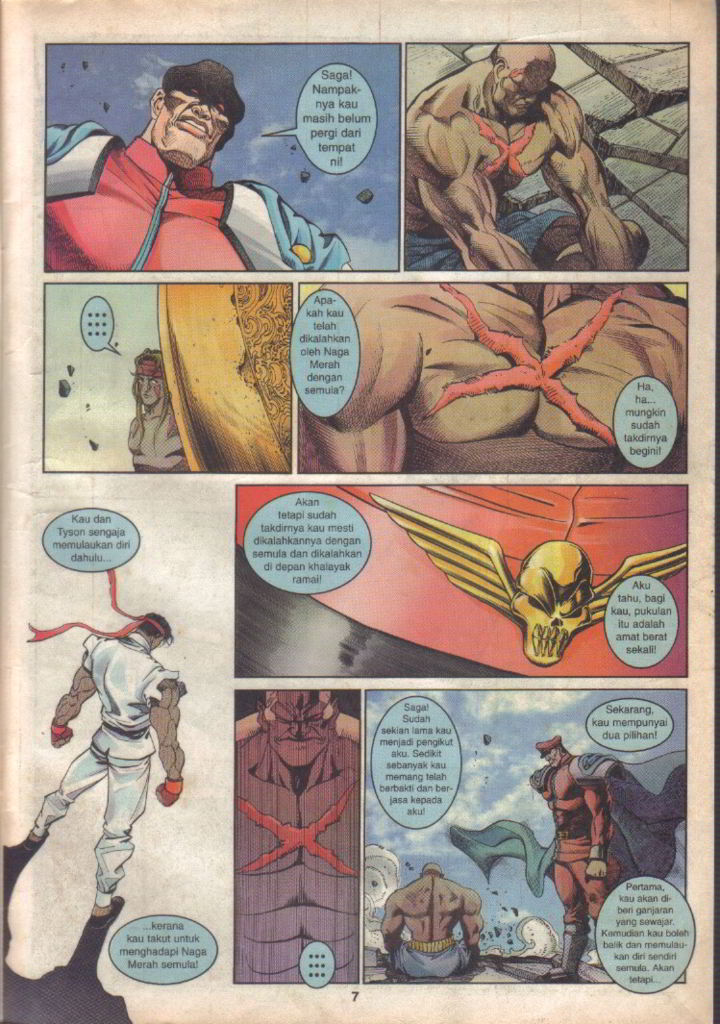 Saga!
Nampak-
nya kau
masih belum
pergi dari
tempat
ni!
Apa-
kah kau
telah
dikalahkan
oleh Naga
Merah
dengan
semula?
Ha,
ha...
mungkin
sudah
takdirnya
begini!
Kau dan
Tyson sengaja
memulaukan diri
dahulu...
...kerana
kau takut untuk
menghadapi Naga
Merah semula!
Akan
tetapi sudah
takdirnya kau mesti
dikalahkannya dengan
semula dan dikalahkan
di depan khalayak
ramai!
Aku
tahu, bagi
kau, pukulan
itu adalah
amat berat
sekali!
Saga!
Sudah
sekian lama kau
menjadi pengikut
aku. Sedikit
sebanyak kau
memang telah
berbakti dan ber-
jasa kepada
aku!
Sekarang,
kau mempunyai
dua pilihan!
Pertama,
kau akan di-
beri ganjaran
yang sewajar.
Kemudian kau boleh
balik dan memulau-
kan diri sendiri
semula. Akan
tetapi...
7